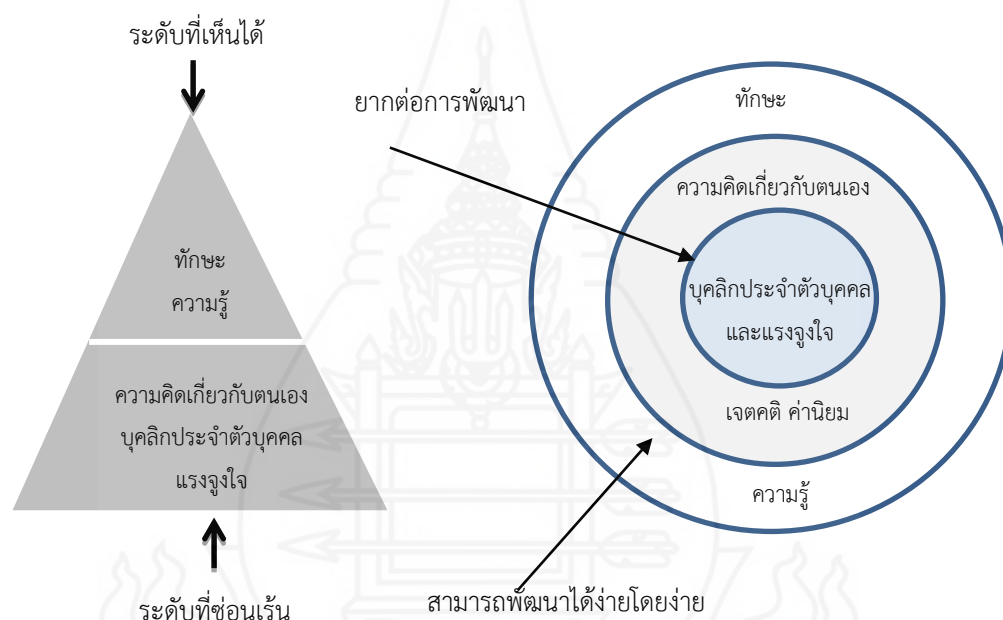 ระดับที่เห็นได้
ทักษะ
ความรู้
ความคิดเกี่ยวกับตนเอง
บุคลิกประจำตัวบุคคล
แรงจูงใจ
ระดับที่ซ่อนเร้น
ยากต่อการพัฒนา
ทักษะ
ความคิดเกี่ยวกับตนเอง
บุคลิกประจำตัวบุคคล
และแรงจูงใจ
เจตคติ ค่านิยม
ความรู้
สามารถพัฒนาได้ง่ายโดยง่าย